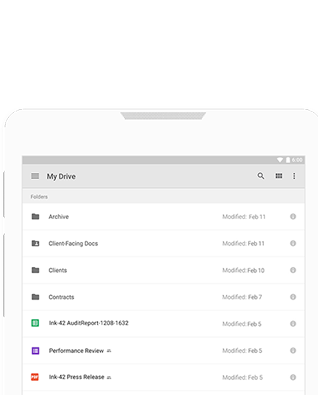 6:00
My Drive
Folders
Archive Modified: Feb 11
Client-Facing Docs Modified: Feb 11
Clients Modified: Feb 10
Contracts Modified: Feb 7
Ink-42 AuditReport-1208-1632 Modified: Feb 5
Performance Review Modified: Feb 5
PDF Ink-42 Press Release Modified: Feb 5